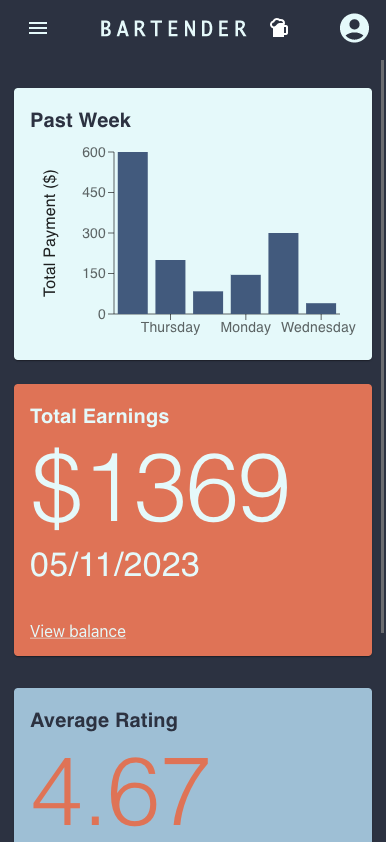 BARTENDER
Past Week
Total Payment ($)
600
450
300
150
0
Thursday Monday Wednesday
Total Earnings
$1369
05/11/2023
View balance
Average Rating
4.67